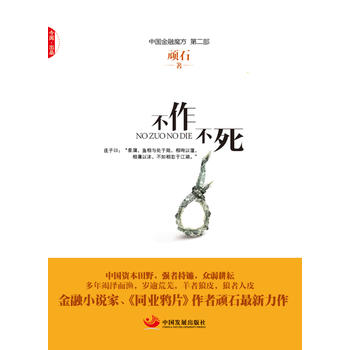 中国金融魔方 第二部
顽石
著
不作
不死
NO ZUO NO DIE
庄子曰:“泉涸,鱼相与处于陆,相呴以湿,
相濡以沫,不如相忘于江湖。”
中国资本田野,强者持镰,众弱耕耘
多年竭泽而渔,岁逾荒芜,羊者狼皮,狼者人皮
金融小说家、《同业鸦片》作者顽石最新力作
中国发展出版社